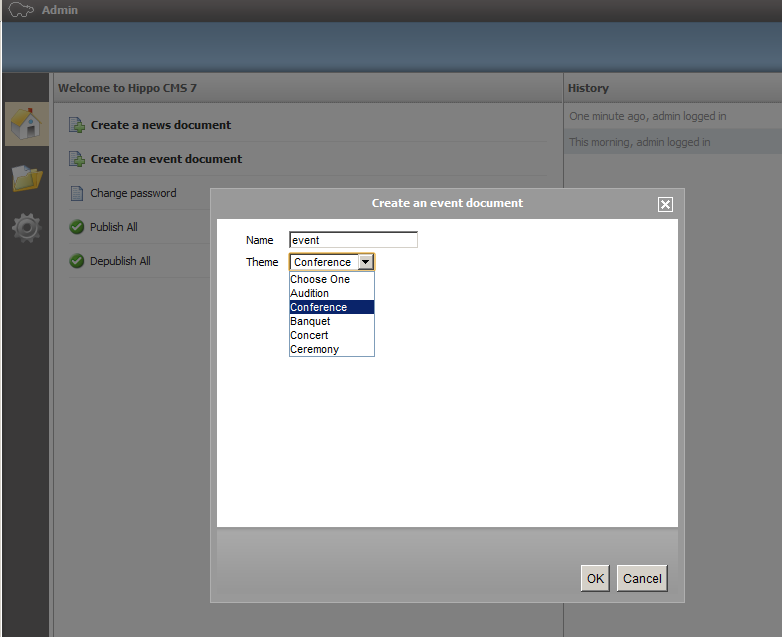 Admin
Welcome to Hippo CMS 7
Create a news document
Create an event document
Change password
Publish All
Depublish All
History
One minute ago, admin logged in
This morning, admin logged in
Create an event document
Name event
Theme Conference
Choose One
Audition
Conference
Banquet
Concert
Ceremony
OK Cancel